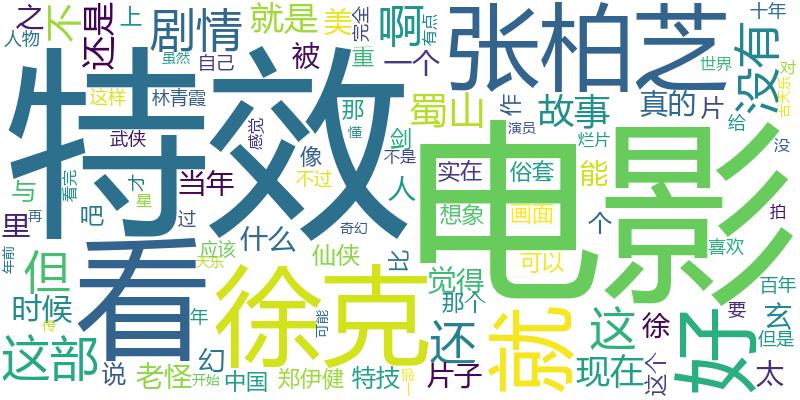 特效
电影
看
徐克
张柏芝
好
就
剧情
就是
美
不
之
上
完全
有点
啊
还是
人物
虽然
自己
被
重
一个
没有
十年
世界
对
古天乐
这样
林青霞
那
蜀山
作
故事
真的
片
给
武侠
感觉
像
懂
剑
不是
演员
烂片
没
与
看完
才
星
当年
不过
人
实在
俗套
能
里
再
吧
过
奇幻
想象
画面
个
拍
但
年前
天乐
应该
什么
仙侠
比
觉得
那个
可以
喜欢
百年
时候
传
年
可能
还
这
徐
要
玄
但是
这部
说
幻
老怪
开始
中国
郑伊健
特技
片子
现在
这个
太